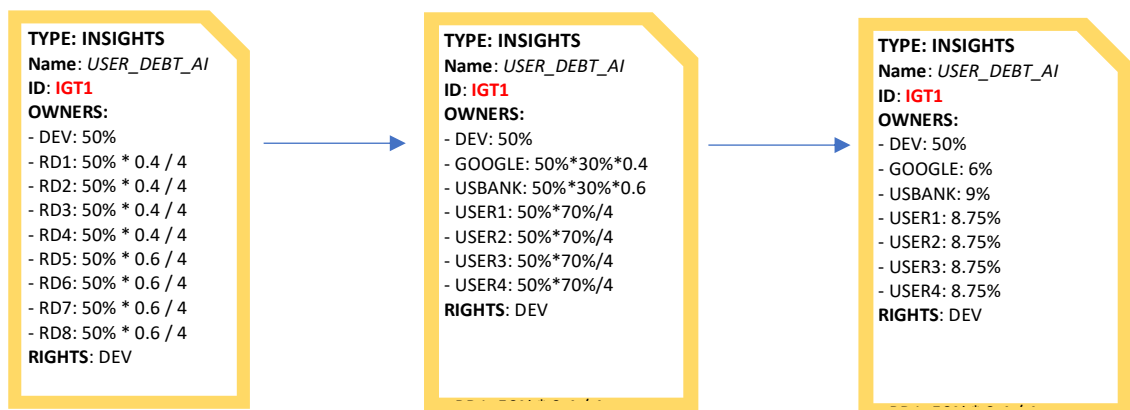 TYPE: INSIGHTS
Name: USER_DEBT_AI
ID: IGT1
OWNERS:
- DEV: 50%
- RD1: 50% * 0.4 / 4
- RD2: 50% * 0.4 / 4
- RD3: 50% * 0.4 / 4
- RD4: 50% * 0.4 / 4
- RD5: 50% * 0.6 / 4
- RD6: 50% * 0.6 / 4
- RD7: 50% * 0.6 / 4
- RD8: 50% * 0.6 / 4
RIGHTS: DEV
TYPE: INSIGHTS
Name: USER_DEBT_AI
ID: IGT1
OWNERS:
- DEV: 50%
- GOOGLE: 50%*30%*0.4
- USBANK: 50%*30%*0.6
- USER1: 50%*70%/4
- USER2: 50%*70%/4
- USER3: 50%*70%/4
- USER4: 50%*70%/4
RIGHTS: DEV
TYPE: INSIGHTS
Name: USER_DEBT_AI
ID: IGT1
OWNERS:
- DEV: 50%
- GOOGLE: 6%
- USBANK: 9%
- USER1: 8.75%
- USER2: 8.75%
- USER3: 8.75%
- USER4: 8.75%
RIGHTS: DEV